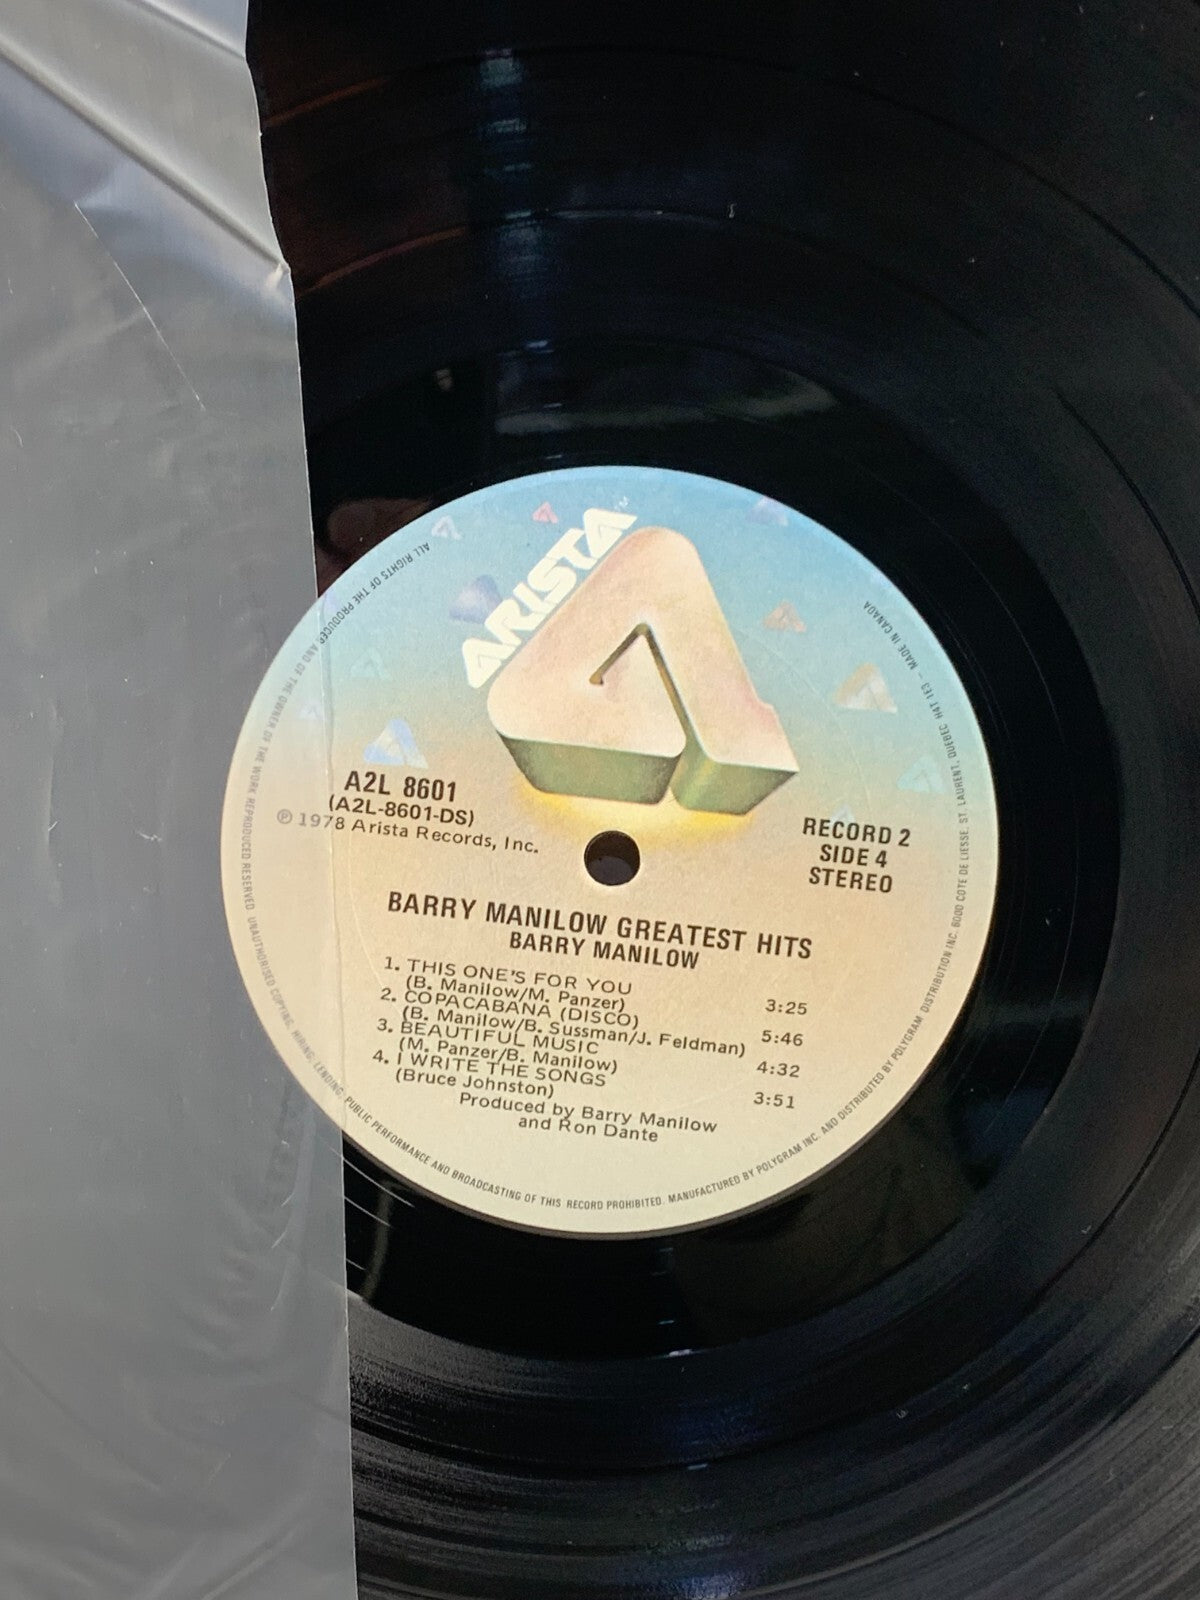 ARISTA™
A2L 8601
(A2L-8601-DS)
℗ 1978 Arista Records, Inc.
RECORD 2
SIDE 4
STEREO
BARRY MANILOW GREATEST HITS
BARRY MANILOW
1. THIS ONE'S FOR YOU
(B. Manilow/M. Panzer) 3:25
2. COPACABANA (DISCO)
(B. Manilow/B. Sussman/J. Feldman) 5:46
3. BEAUTIFUL MUSIC
(M. Panzer/B. Manilow) 4:32
4. I WRITE THE SONGS
(Bruce Johnston) 3:51
Produced by Barry Manilow
and Ron Dante
ALL RIGHTS OF THE PRODUCER AND OF THE OWNER OF THE WORK REPRODUCED RESERVED. UNAUTHORISED COPYING, HIRING, LENDING, PUBLIC PERFORMANCE AND BROADCASTING OF THIS RECORD PROHIBITED. MANUFACTURED BY POLYGRAM INC. AND DISTRIBUTED BY POLYGRAM DISTRIBUTION INC. 6000 COTE DE LIESSE, ST. LAURENT, QUEBEC H4T 1E3 – MADE IN CANADA